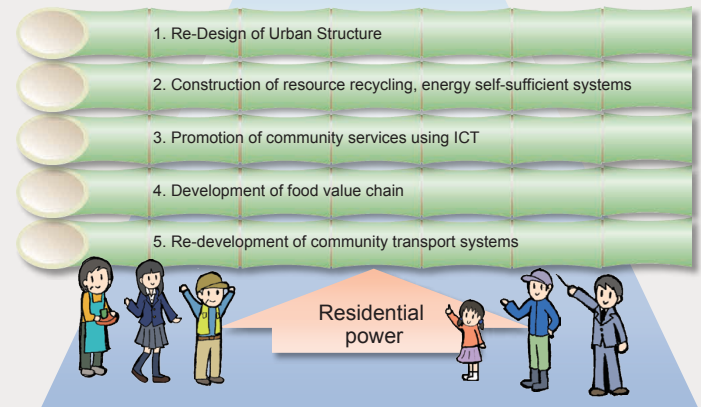 1. Re-Design of Urban Structure
2. Construction of resource recycling, energy self-sufficient systems
3. Promotion of community services using ICT
4. Development of food value chain
5. Re-development of community transport systems
Residential
power